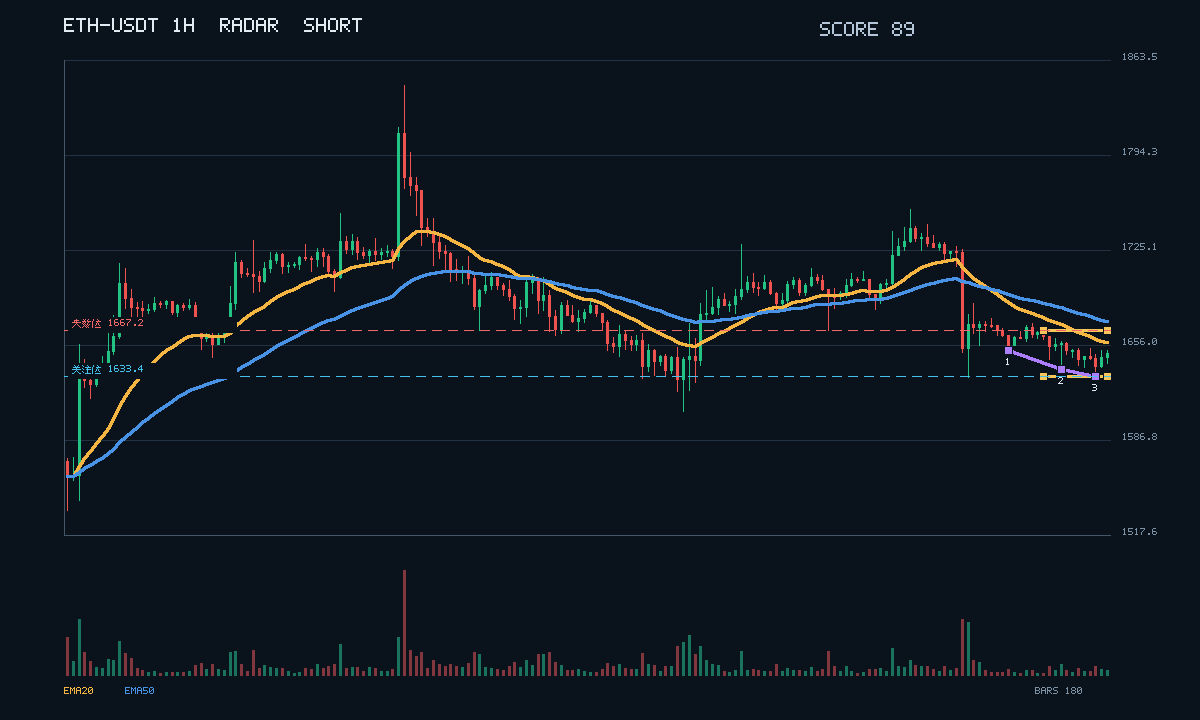 ETH-USDT 1H  RADAR  SHORT
SCORE 89
1863.5
1794.3
1725.1
失效位 1667.2
1656.0
关注位 1633.4
1
2
3
1586.8
1517.6
EMA20
EMA50
BARS 180